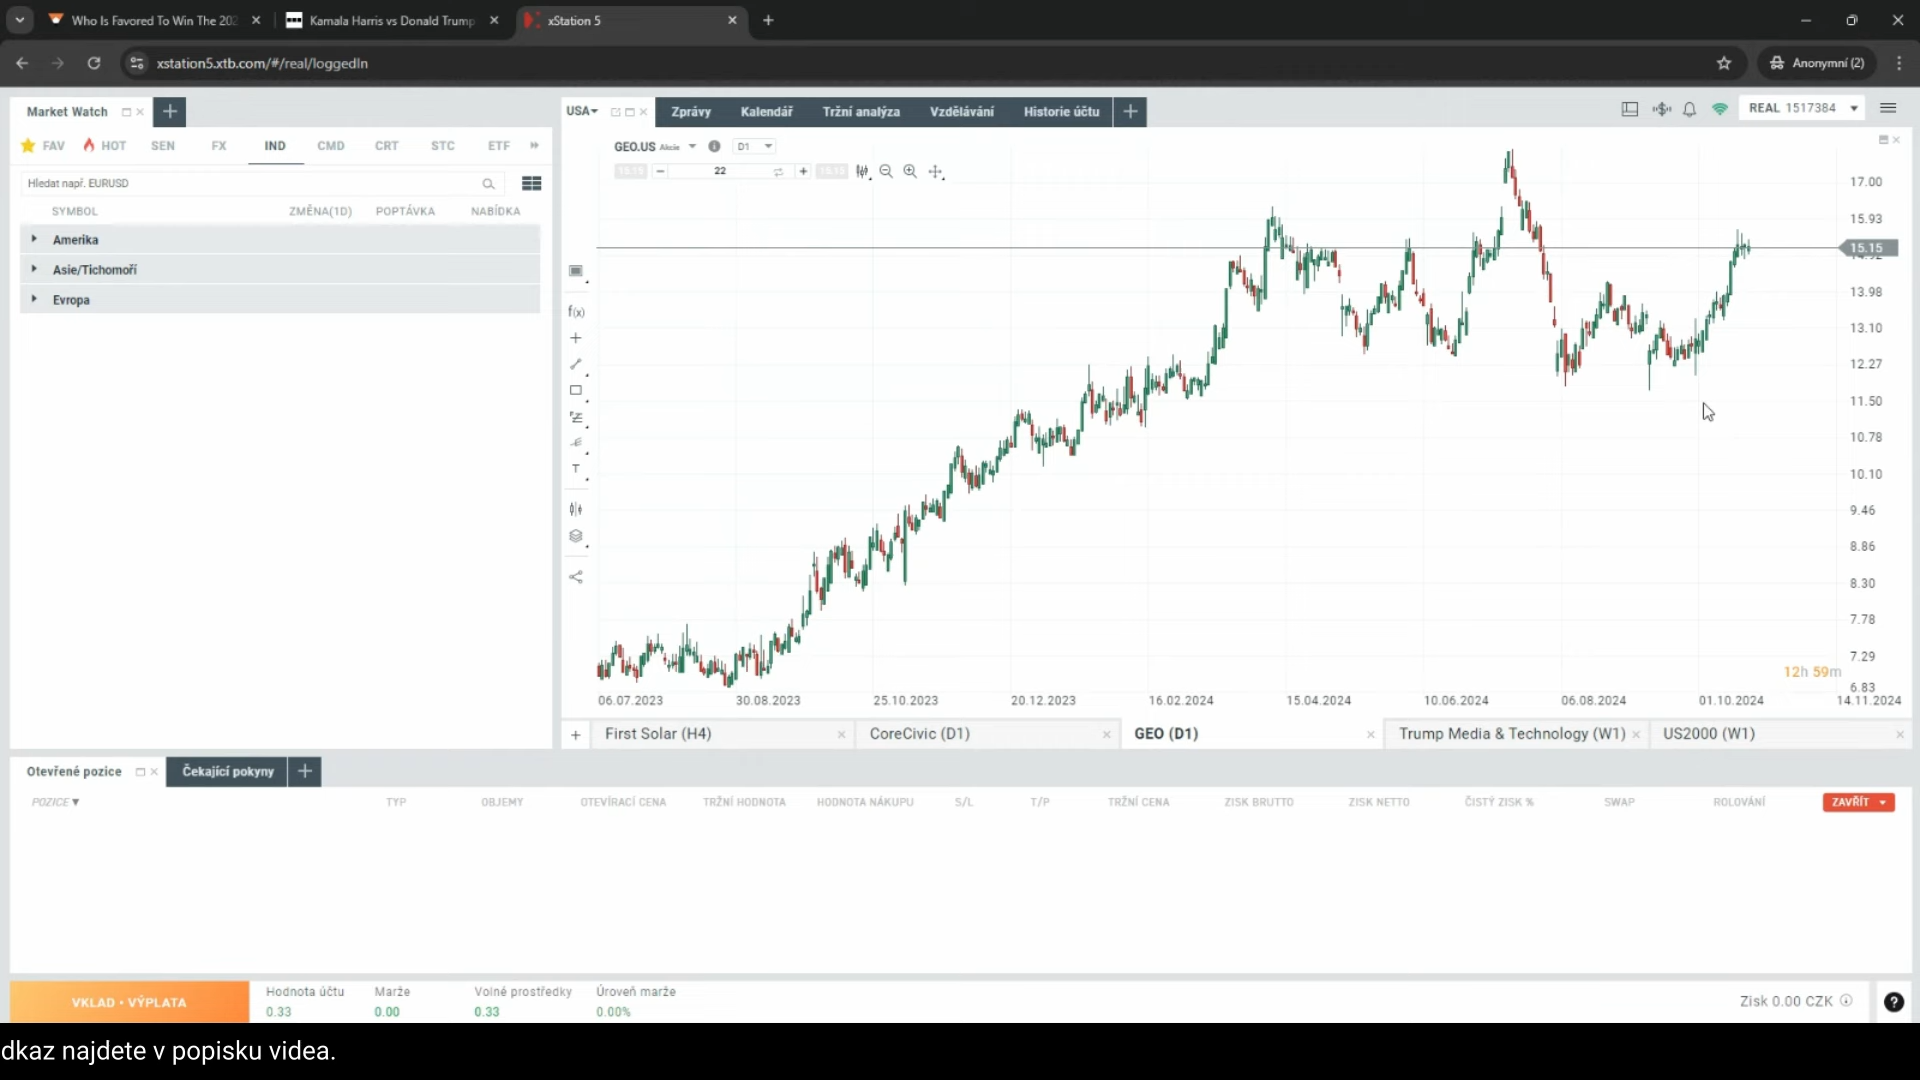 Who Is Favored To Win The 202
Kamala Harris vs Donald Trump
xStation 5
xstation5.xtb.com/#/real/loggedIn
Anonymní (2)
Market Watch
USA
Zprávy
Kalendář
Tržní analýza
Vzdělávání
Historie účtu
REAL 1517384
FAV HOT SEN FX IND CMD CRT STC ETF
Hledat např. EURUSD
SYMBOL ZMĚNA(1D) POPTÁVKA NABÍDKA
Amerika
Asie/Tichomoří
Evropa
GEO.US Akcie D1
15.15 22 15.15
f(x)
T
17.00
15.93
15.15
13.98
13.10
12.27
11.50
10.78
10.10
9.46
8.86
8.30
7.78
7.29
6.83
12h 59m
06.07.2023 30.08.2023 25.10.2023 20.12.2023 16.02.2024 15.04.2024 10.06.2024 06.08.2024 01.10.2024 14.11.2024
First Solar (H4)
CoreCivic (D1)
GEO (D1)
Trump Media & Technology (W1)
US2000 (W1)
Otevřené pozice
Čekající pokyny
POZICE TYP OBJEMY OTEVÍRACÍ CENA TRŽNÍ HODNOTA HODNOTA NÁKUPU S/L T/P TRŽNÍ CENA ZISK BRUTTO ZISK NETTO ČISTÝ ZISK % SWAP ROLOVÁNÍ ZAVŘÍT
VKLAD • VÝPLATA
Hodnota účtu Marže Volné prostředky Úroveň marže
0.33 0.00 0.33 0.00%
Zisk 0.00 CZK
dkaz najdete v popisku videa.